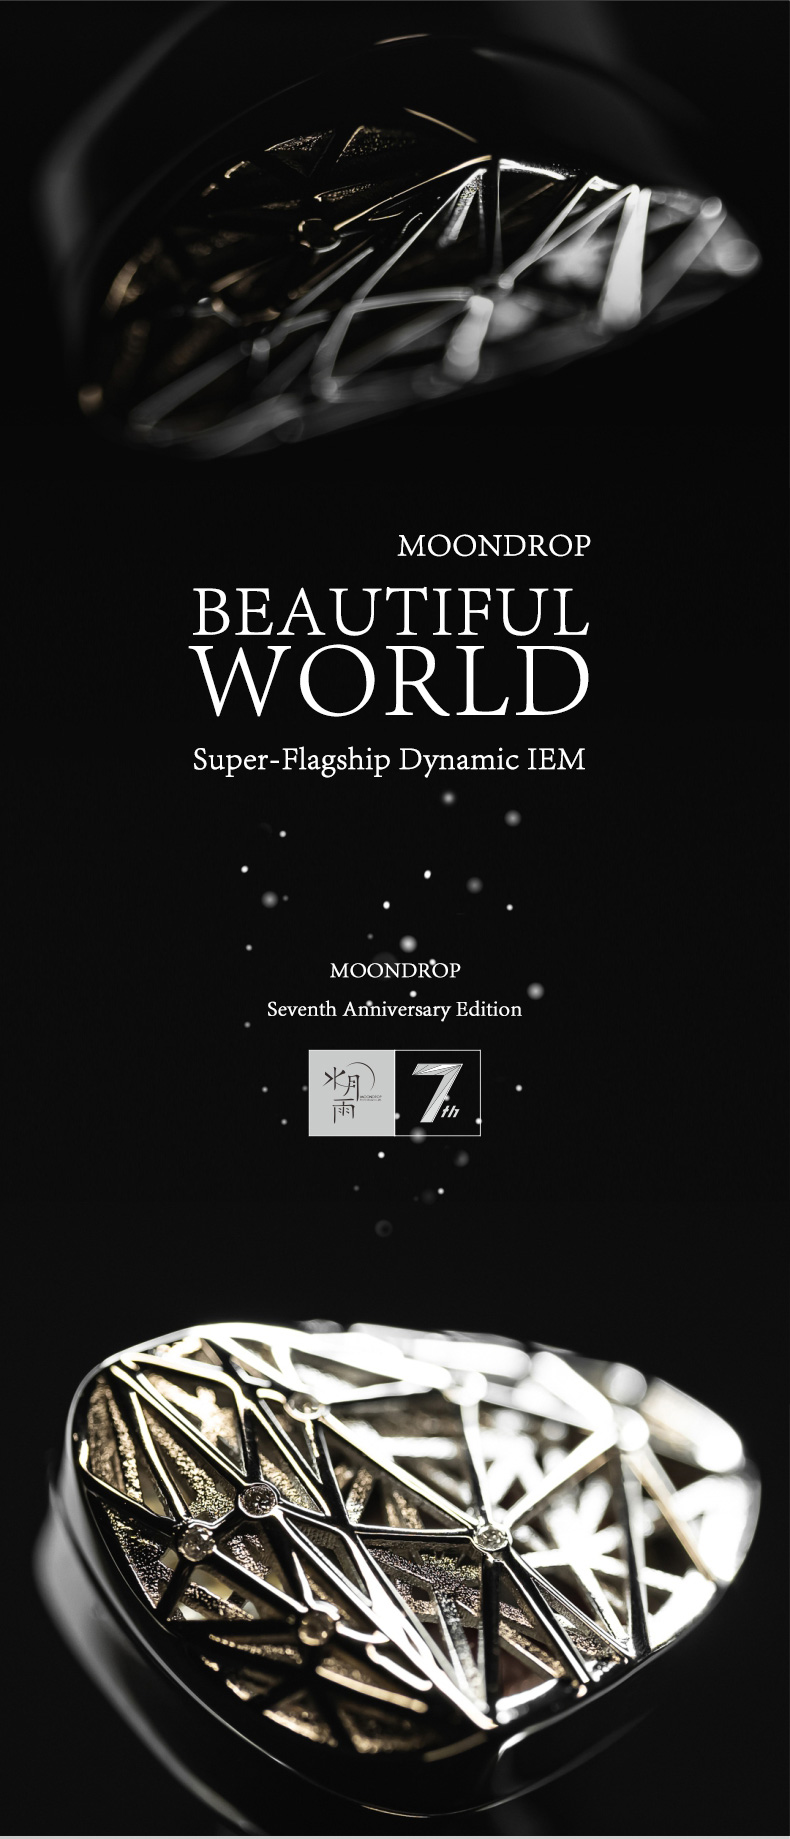 MOONDROP
BEAUTIFUL
WORLD
Super-Flagship Dynamic IEM
MOONDROP
Seventh Anniversary Edition
水月雨
7th